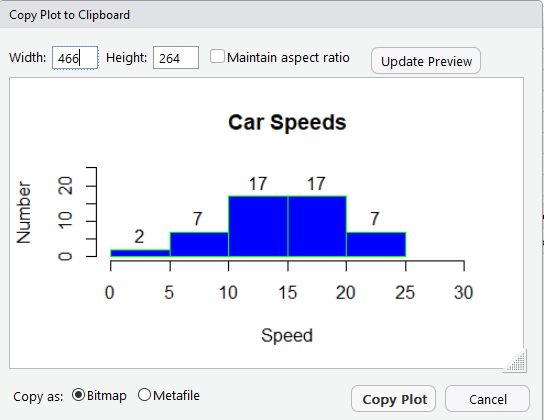 Copy Plot to Clipboard
Width: 466 Height: 264 Maintain aspect ratio Update Preview
Car Speeds
Number
20
10
0
2
7
17
17
7
0 5 10 15 20 25 30
Speed
Copy as: Bitmap Metafile Copy Plot Cancel